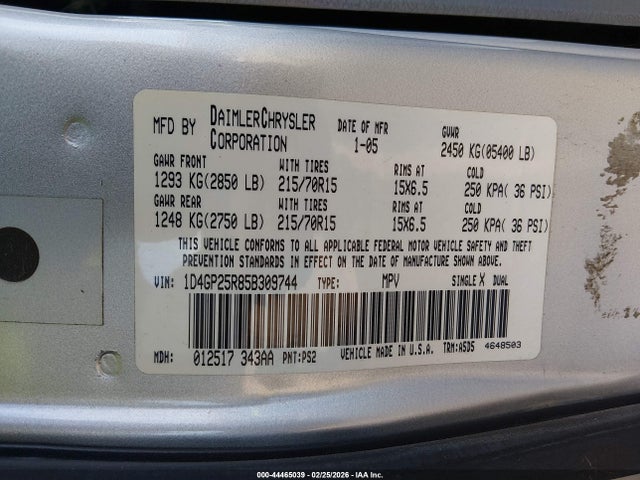 MFD BY DAIMLERCHRYSLER CORPORATION DATE OF MFR 1-05 GVWR 2450 KG(05400 LB)
GAWR FRONT WITH TIRES RIMS AT COLD
1293 KG(2850 LB) 215/70R15 15X6.5 250 KPA( 36 PSI)
GAWR REAR WITH TIRES RIMS AT COLD
1248 KG(2750 LB) 215/70R15 15X6.5 250 KPA( 36 PSI)
THIS VEHICLE CONFORMS TO ALL APPLICABLE FEDERAL MOTOR VEHICLE SAFETY AND THEFT
PREVENTION STANDARDS IN EFFECT ON THE DATE OF MANUFACTURE SHOWN ABOVE.
VIN: 1D4GP25R85B309744 TYPE: MPV SINGLE X DUAL
MDH: 012517 343AA PNT:PS2 VEHICLE MADE IN U.S.A. TRM:A5D5 4648503
000-44465039 - 02/25/2026 - IAA Inc.